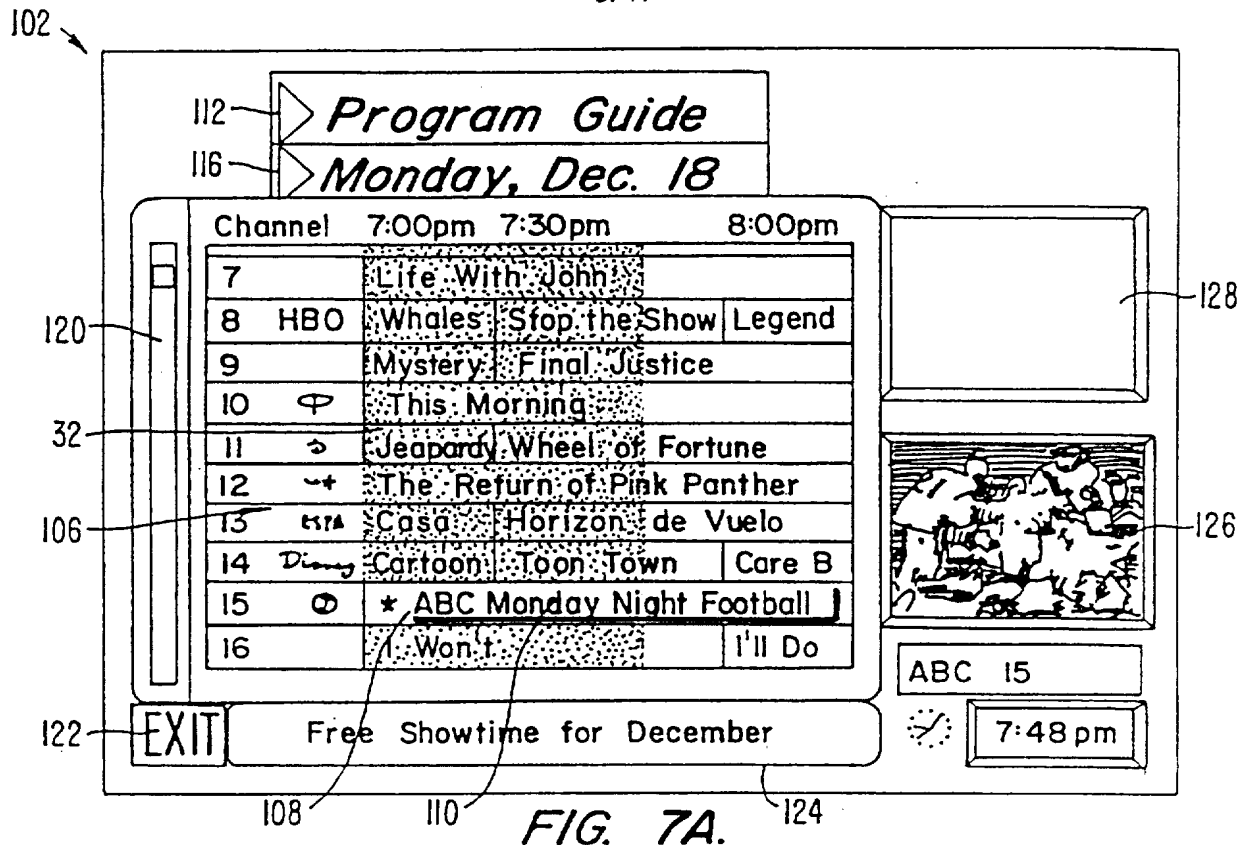 102
112 Program Guide
116 Monday, Dec. 18
Channel 7:00pm 7:30pm 8:00pm
7 Life With John
128
8 HBO Whales Stop the Show Legend
120
9 Mystery Final Justice
10 This Morning
32
11 Jeapardy Wheel of Fortune
12 The Return of Pink Panther
106
13 ESPA Casa Horizon de Vuelo
126
14 Disney Cartoon Toon Town Care B
15 * ABC Monday Night Football
16 I Won't I'll Do
ABC 15
122 EXIT Free Showtime for December 7:48pm
108 110 124
FIG. 7A.